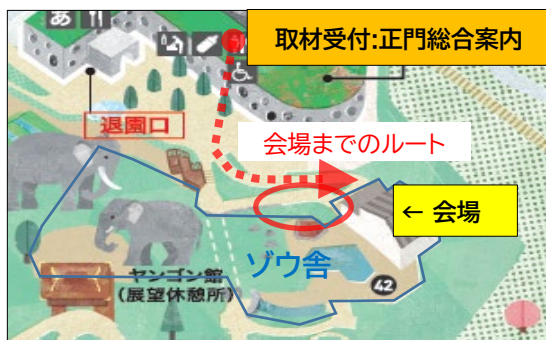 あ
取材受付:正門総合案内
退園口
会場までのルート
← 会場
ゾウ舎
ヤンゴン館
(展望休憩所)
42